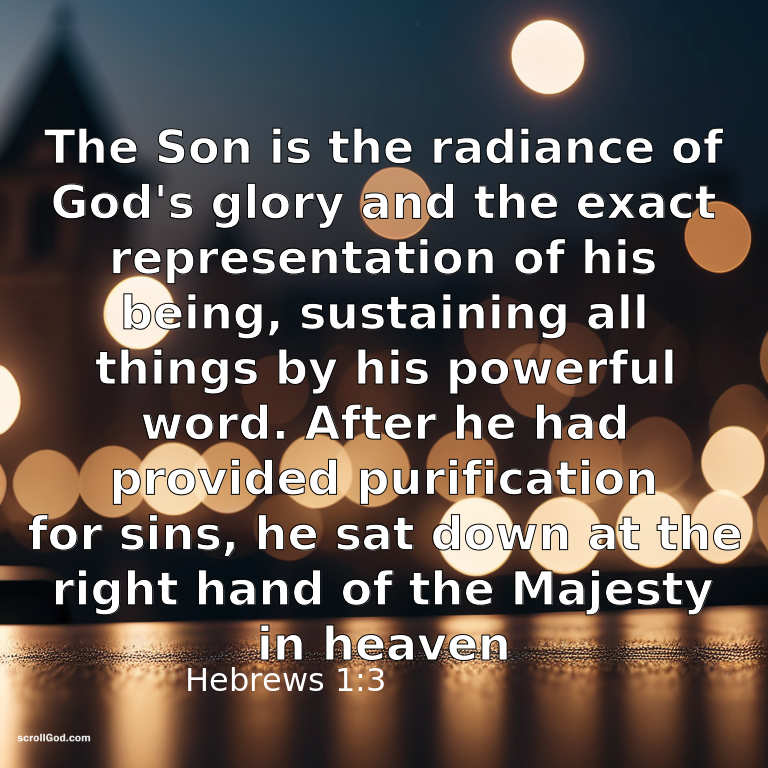 The Son is the radiance of
God's glory and the exact
representation of his
being, sustaining all
things by his powerful
word. After he had
provided purification
for sins, he sat down at the
right hand of the Majesty
in heaven
Hebrews 1:3
scrollGod.com